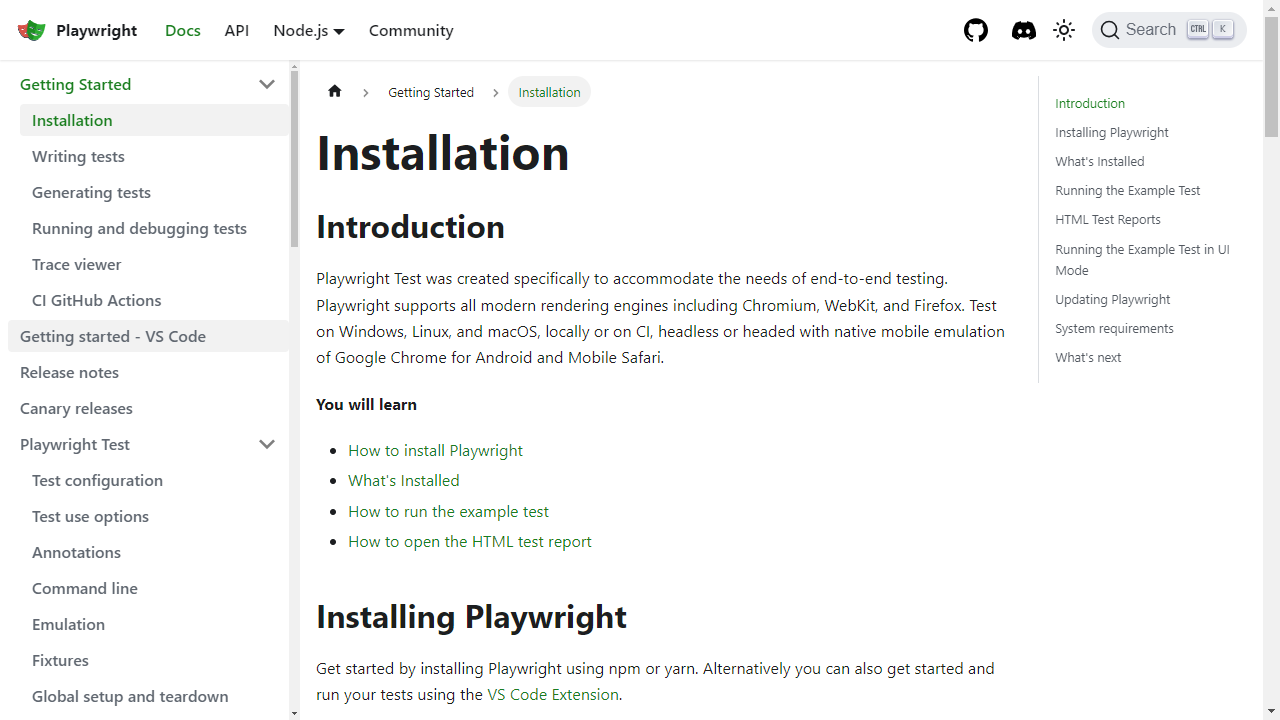 Playwright
Docs
API
Node.js
Community
Search
CTRL
K
Getting Started
Installation
Writing tests
Generating tests
Running and debugging tests
Trace viewer
CI GitHub Actions
Getting started - VS Code
Release notes
Canary releases
Playwright Test
Test configuration
Test use options
Annotations
Command line
Emulation
Fixtures
Global setup and teardown
Getting Started
Installation
Installation
Introduction
Playwright Test was created specifically to accommodate the needs of end-to-end testing.
Playwright supports all modern rendering engines including Chromium, WebKit, and Firefox. Test
on Windows, Linux, and macOS, locally or on CI, headless or headed with native mobile emulation
of Google Chrome for Android and Mobile Safari.
You will learn
How to install Playwright
What's Installed
How to run the example test
How to open the HTML test report
Installing Playwright
Get started by installing Playwright using npm or yarn. Alternatively you can also get started and
run your tests using the VS Code Extension.
Introduction
Installing Playwright
What's Installed
Running the Example Test
HTML Test Reports
Running the Example Test in UI
Mode
Updating Playwright
System requirements
What's next